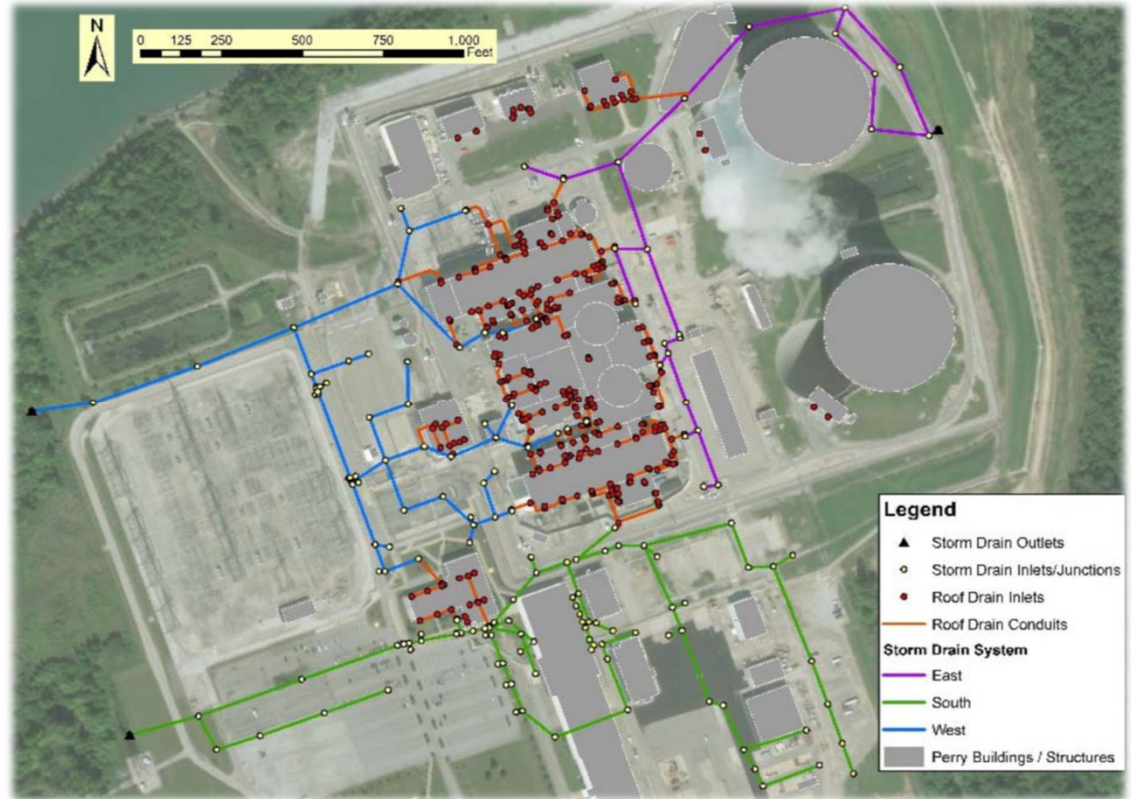 N
0 125 250 500 750 1,000
Feet
Legend
Storm Drain Outlets
Storm Drain Inlets/Junctions
Roof Drain Inlets
Roof Drain Conduits
Storm Drain System
East
South
West
Perry Buildings / Structures